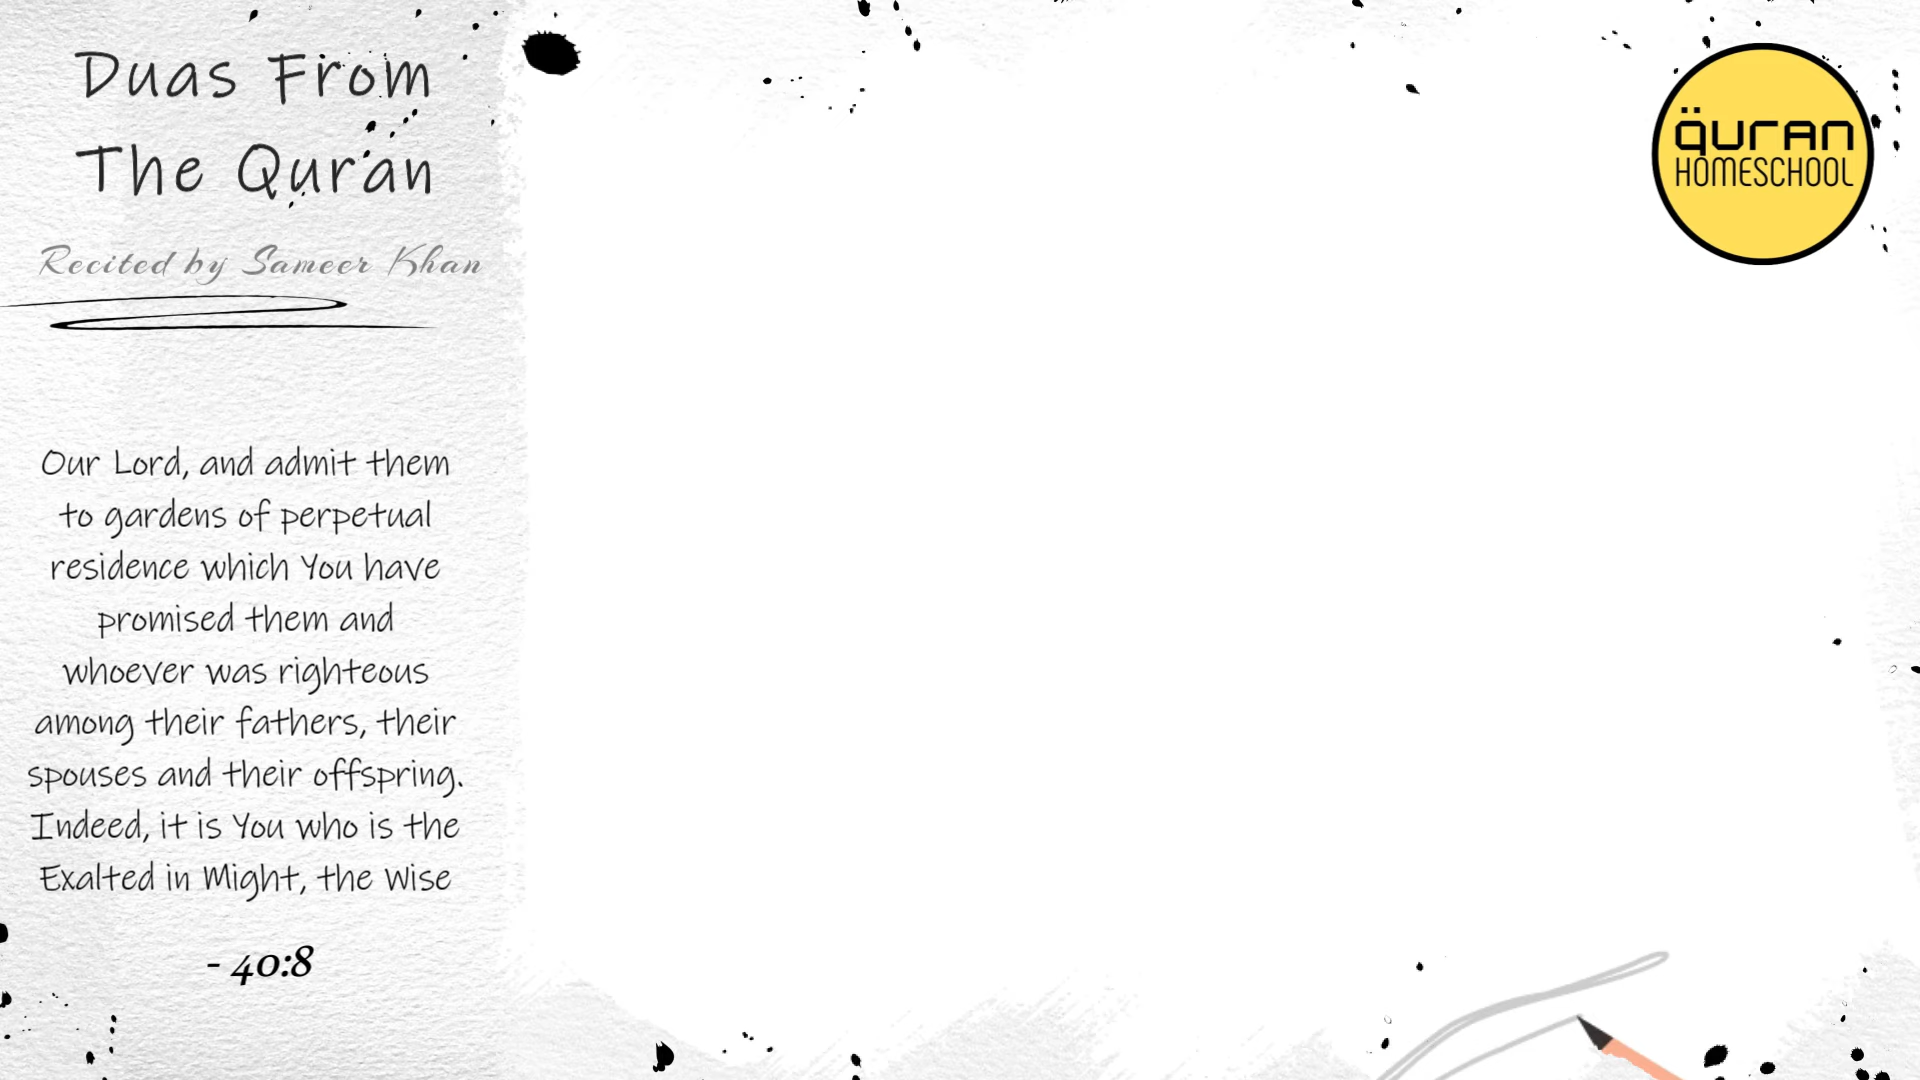 Duas From
The Quran
Recited by Sameer Khan
Our Lord, and admit them
to gardens of perpetual
residence which You have
promised them and
whoever was righteous
among their fathers, their
spouses and their offspring.
Indeed, it is You who is the
Exalted in Might, the Wise
- 40:8
quran
HOMESCHOOL